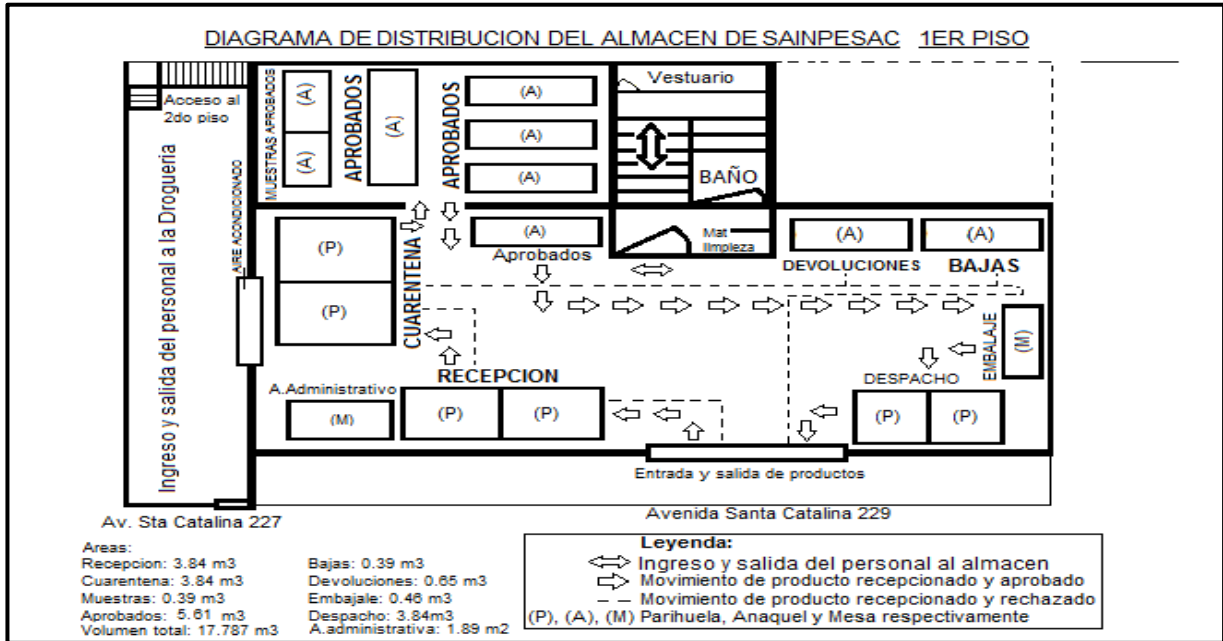 DIAGRAMA DE DISTRIBUCION DEL ALMACEN DE SAINPESAC 1ER PISO
Acceso al
2do piso
Ingreso y salida del personal a la Drogueria
AIRE ACONDICIONADO
MUESTRAS APROBADOS
(A)
(A)
APROBADOS
(A)
APROBADOS
(A)
(A)
(A)
Vestuario
BAÑO
Mat
limpieza
(P)
(P)
CUARENTENA
(A)
Aprobados
(A)
DEVOLUCIONES
(A)
BAJAS
EMBALAJE
(M)
RECEPCION
A.Administrativo
(M)
(P)
(P)
DESPACHO
(P)
(P)
Entrada y salida de productos
Av. Sta Catalina 227
Avenida Santa Catalina 229
Areas:
Recepcion: 3.84 m3
Cuarentena: 3.84 m3
Muestras: 0.39 m3
Aprobados: 5.61 m3
Volumen total: 17.787 m3
Bajas: 0.39 m3
Devoluciones: 0.65 m3
Embajale: 0.46 m3
Despacho: 3.84m3
A.administrativa: 1.89 m2
Leyenda:
Ingreso y salida del personal al almacen
Movimiento de producto recepcionado y aprobado
Movimiento de producto recepcionado y rechazado
(P), (A), (M) Parihuela, Anaquel y Mesa respectivamente